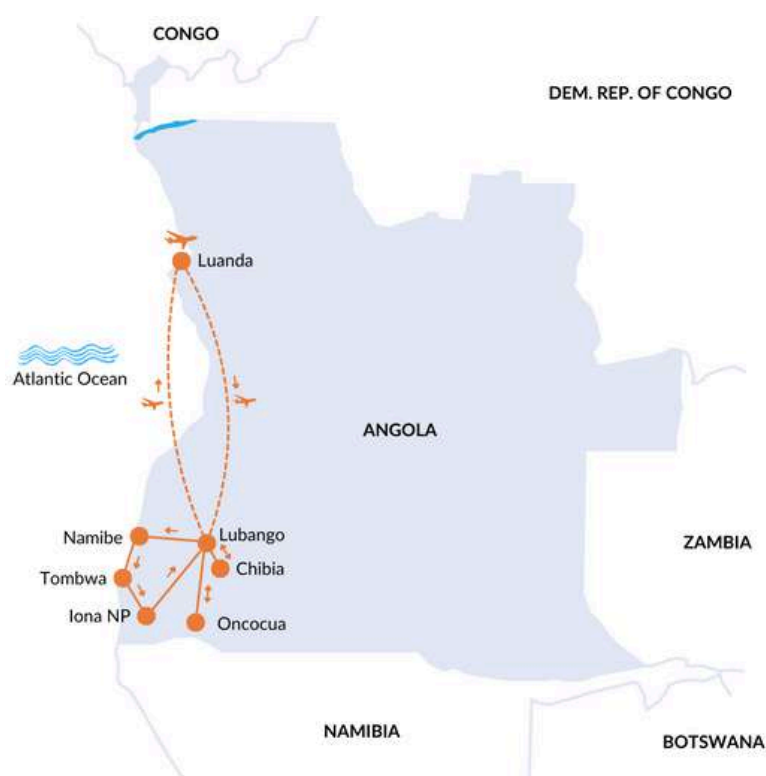 CONGO
DEM. REP. OF CONGO
Luanda
Atlantic Ocean
ANGOLA
Namibe
Lubango
ZAMBIA
Tombwa
Chibia
Iona NP
Oncocua
NAMIBIA
BOTSWANA